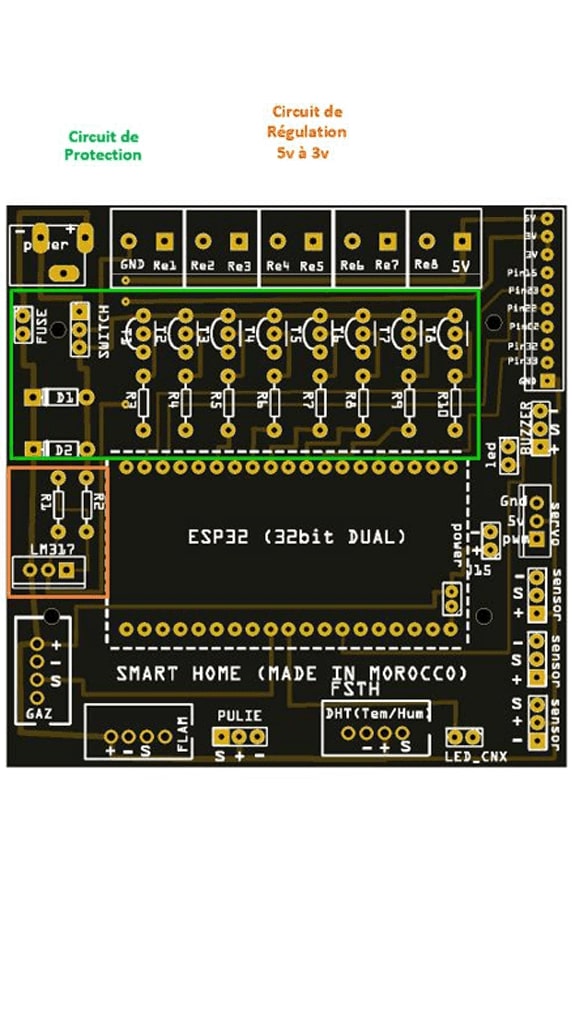 Circuit de
Protection
Circuit de
Régulation
5v à 3v
- +
power
GND Re1 Re2 Re3 Re4 Re5 Re6 Re7 Re8 5V
5V
3V
3V
Pin15
Pin23
Pin22
Pin02
Pin32
Pin33
GND
FUSE
SWITCH
T2 T3 T4 T5 T6 T7 T8
R3 R4 R5 R6 R7 R8 R9 R10
D1
D2
BUZZER
- S +
led
R1 R2
LM317
ESP32 (32bit DUAL)
power
- +
J15
Gnd
5v
pwm
servo
- S +
sensor
- S +
sensor
S + -
sensor
+ - S
GAZ
SMART HOME (MADE IN MOROCCO)
FSTH
FLAM
+ - S
PULIE
S + -
DHT(Tem/Hum)
- + S
LED_CNX